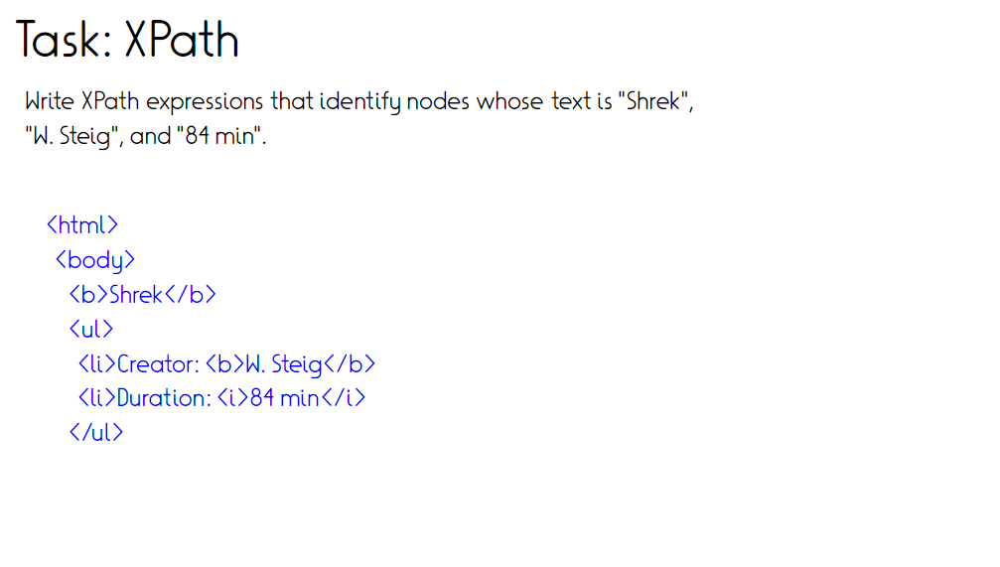 Task: XPath
Write XPath expressions that identify nodes whose text is "Shrek",
"W. Steig", and "84 min".
<html>
<body>
<b>Shrek</b>
<ul>
<li>Creator: <b>W. Steig</b>
<li>Duration: <i>84 min</i>
</ul>